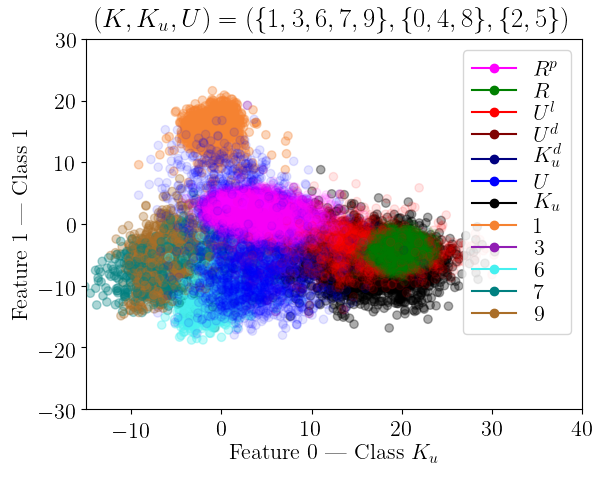 (K, K_u, U) = ({1, 3, 6, 7, 9}, {0, 4, 8}, {2, 5})
30
20
10
0
−10
−20
−30
Feature 1 — Class 1
R^p
R
U^l
U^d
K_u^d
U
K_u
1
3
6
7
9
−10
0
10
20
30
40
Feature 0 — Class K_u